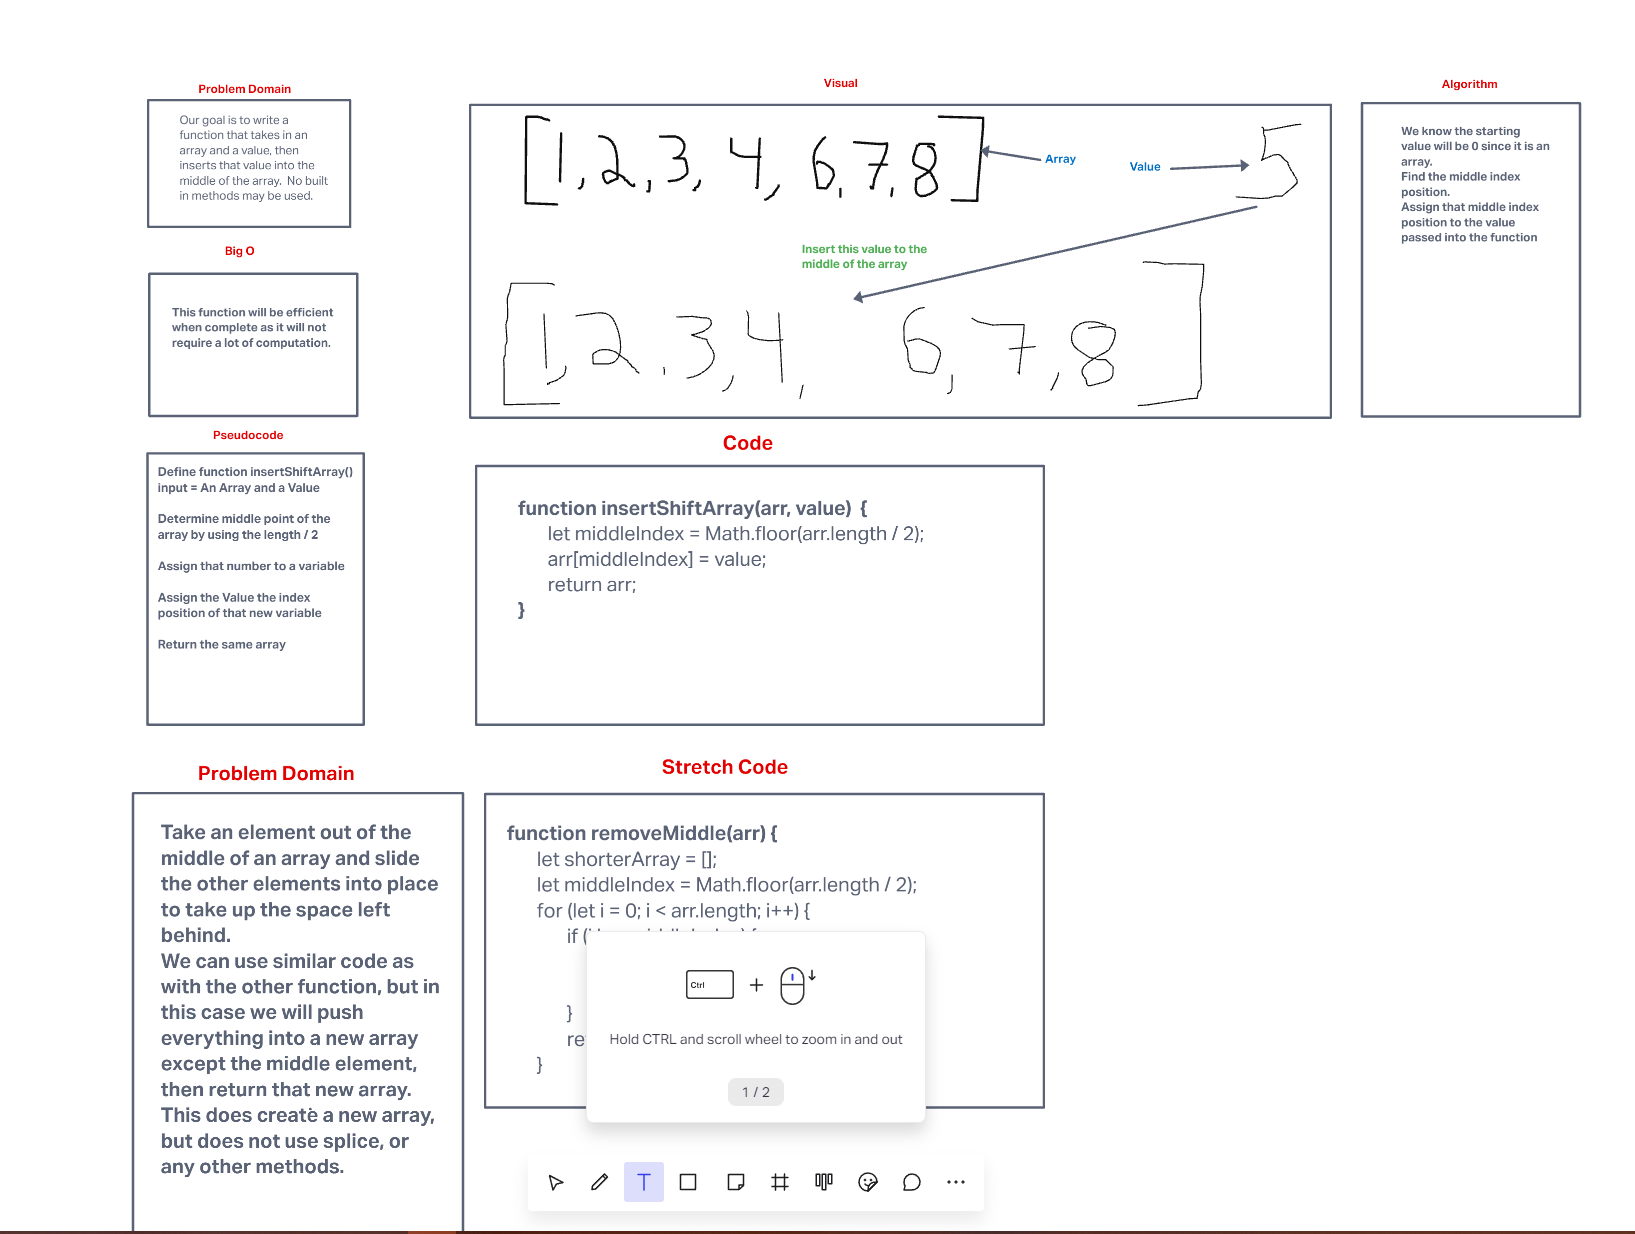 Problem Domain
Our goal is to write a
function that takes in an
array and a value, then
inserts that value into the
middle of the array.  No built
in methods may be used.
Big O
This function will be efficient
when complete as it will not
require a lot of computation.
Pseudocode
Define function insertShiftArray()
input = An Array and a Value
Determine middle point of the
array by using the length / 2
Assign that number to a variable
Assign the Value the index
position of that new variable
Return the same array
Visual
[1, 2, 3, 4, 6, 7, 8]
Array
Value
5
Insert this value to the
middle of the array
[1, 2, 3, 4,   6, 7, 8]
Algorithm
We know the starting
value will be 0 since it is an
array.
Find the middle index
position.
Assign that middle index
position to the value
passed into the function
Code
function insertShiftArray(arr, value)  {
let middleIndex = Math.floor(arr.length / 2);
arr[middleIndex] = value;
return arr;
}
Problem Domain
Take an element out of the
middle of an array and slide
the other elements into place
to take up the space left
behind.
We can use similar code as
with the other function, but in
this case we will push
everything into a new array
except the middle element,
then return that new array.
This does create a new array,
but does not use splice, or
any other methods.
Stretch Code
function removeMiddle(arr) {
let shorterArray = [];
let middleIndex = Math.floor(arr.length / 2);
for (let i = 0; i < arr.length; i++) {
if (
}
re
}
Ctrl
+
Hold CTRL and scroll wheel to zoom in and out
1 / 2
T